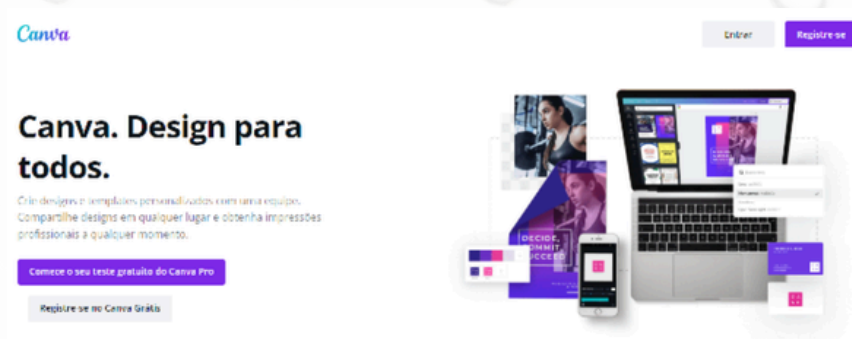 Canva
Entrar
Registre-se
Canva. Design para
todos.
Crie designs e templates personalizados com uma equipe.
Compartilhe designs em qualquer lugar e obtenha impressões
profissionais a qualquer momento.
Comece o seu teste gratuito do Canva Pro
Registre-se no Canva Grátis
DECIDE,
COMMIT,
SUCCEED